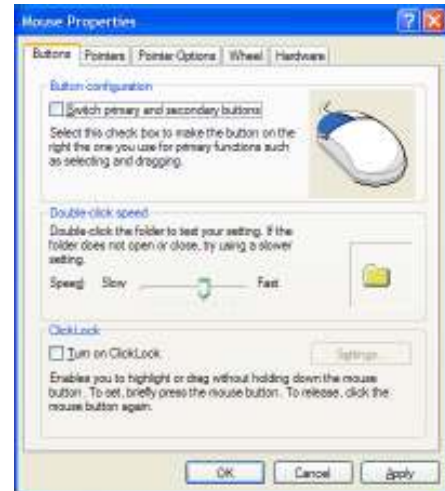 Mouse Properties
Buttons Pointers Pointer Options Wheel Hardware
Button configuration
Switch primary and secondary buttons
Select this check box to make the button on the
right the one you use for primary functions such
as selecting and dragging.
Double-click speed
Double-click the folder to test your setting. If the
folder does not open or close, try using a slower
setting.
Speed: Slow Fast
ClickLock
Turn on ClickLock Settings...
Enables you to highlight or drag without holding down the mouse
button. To set, briefly press the mouse button. To release, click the
mouse button again.
OK Cancel Apply